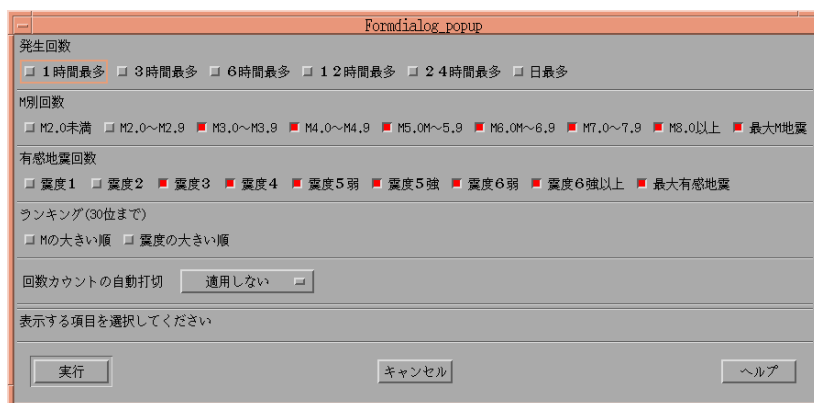 Formdialog_popup
発生回数
1時間最多 3時間最多 6時間最多 12時間最多 24時間最多 日最多
M別回数
M2.0未満 M2.0～M2.9 M3.0～M3.9 M4.0～M4.9 M5.0M～5.9 M6.0M～6.9 M7.0～7.9 M8.0以上 最大M地震
有感地震回数
震度1 震度2 震度3 震度4 震度5弱 震度5強 震度6弱 震度6強以上 最大有感地震
ランキング(30位まで)
Mの大きい順 震度の大きい順
回数カウントの自動打切 適用しない
表示する項目を選択してください
実行 キャンセル ヘルプ